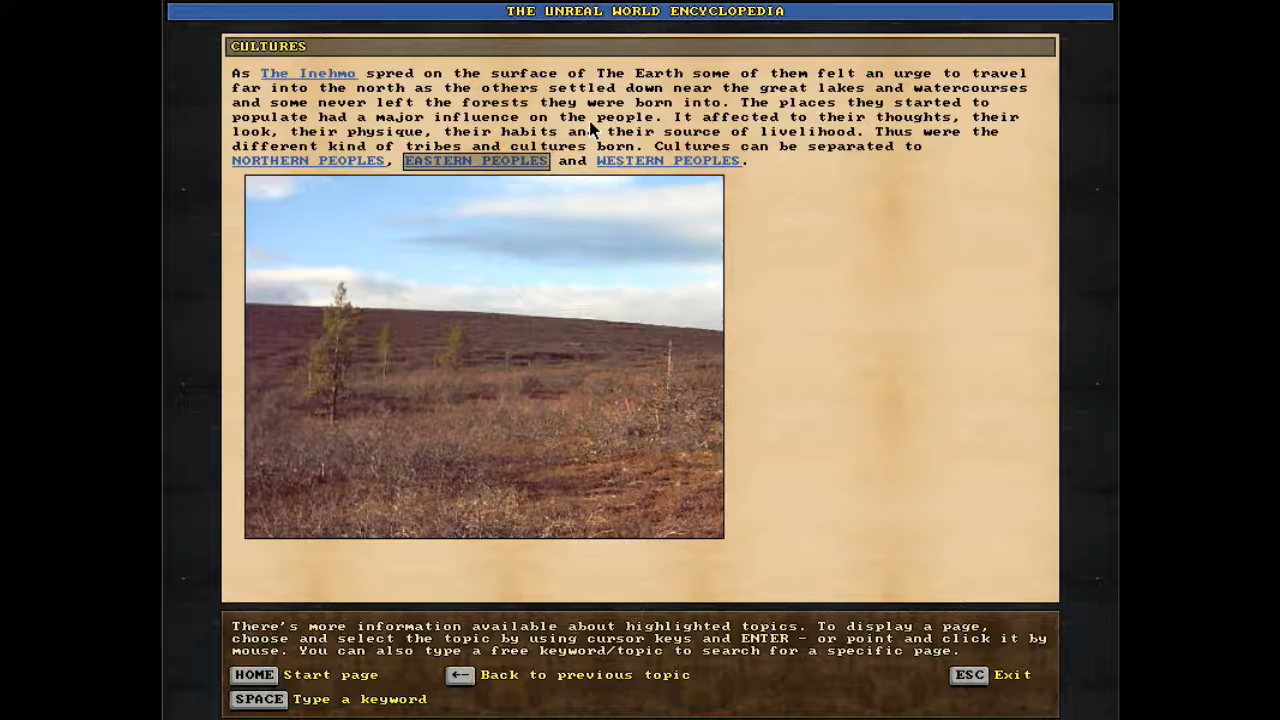 THE UNREAL WORLD ENCYCLOPEDIA
CULTURES
As The Inehmo spred on the surface of The Earth some of them felt an urge to travel
far into the north as the others settled down near the great lakes and watercourses
and some never left the forests they were born into. The places they started to
populate had a major influence on the people. It affected to their thoughts, their
look, their physique, their habits and their source of livelihood. Thus were the
different kind of tribes and cultures born. Cultures can be separated to
NORTHERN PEOPLES, EASTERN PEOPLES and WESTERN PEOPLES.
There's more information available about highlighted topics. To display a page,
choose and select the topic by using cursor keys and ENTER - or point and click it by
mouse. You can also type a free keyword/topic to search for a specific page.
HOME Start page ← Back to previous topic ESC Exit
SPACE Type a keyword